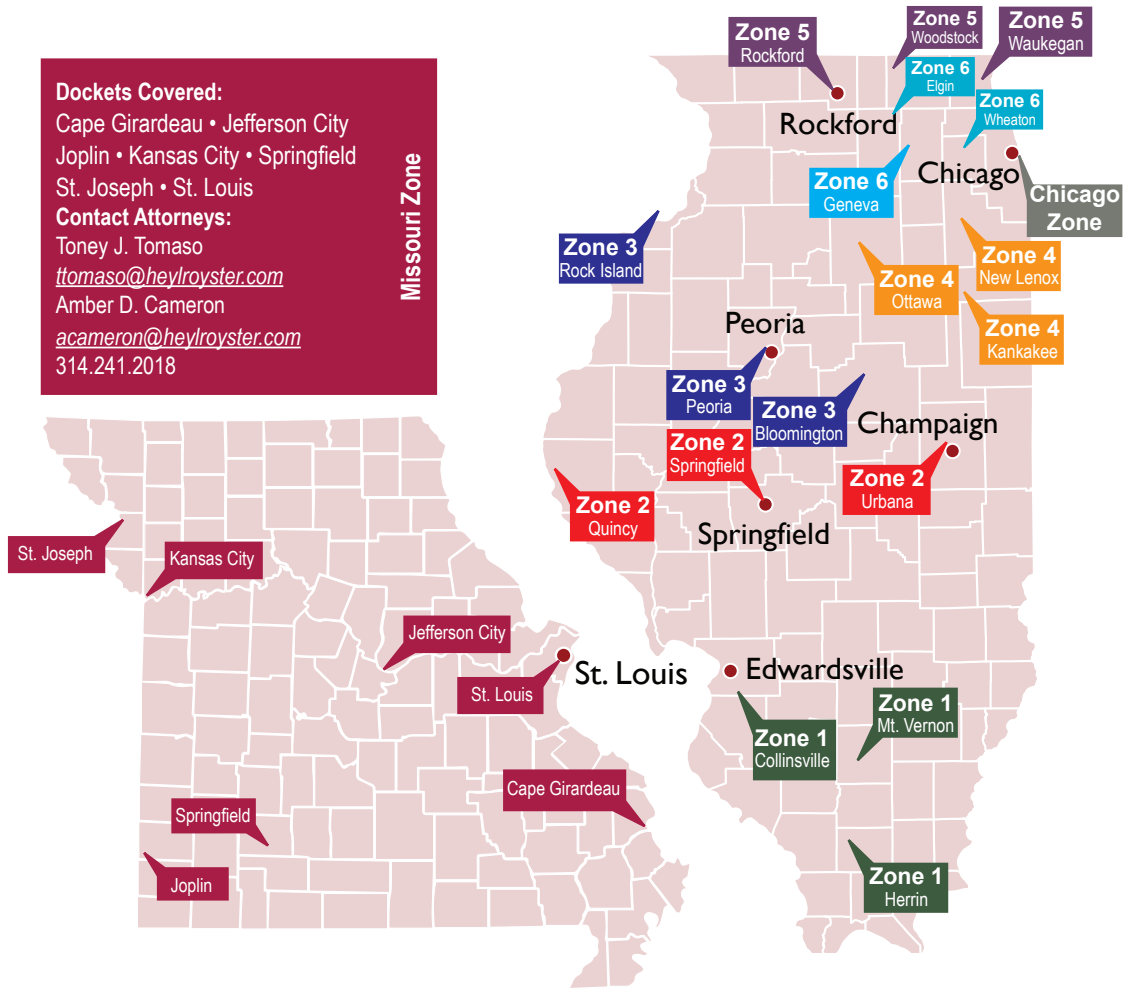 Dockets Covered:
Cape Girardeau • Jefferson City
Joplin • Kansas City • Springfield
St. Joseph • St. Louis
Contact Attorneys:
Toney J. Tomaso
ttomaso@heylroyster.com
Amber D. Cameron
acameron@heylroyster.com
314.241.2018
Missouri Zone
Zone 5
Rockford
Zone 5
Woodstock
Zone 5
Waukegan
Zone 6
Elgin
Zone 6
Wheaton
Rockford
Chicago
Zone 6
Geneva
Chicago
Zone
Zone 3
Rock Island
Zone 4
New Lenox
Zone 4
Ottawa
Zone 4
Kankakee
Peoria
Zone 3
Peoria
Zone 3
Bloomington
Champaign
Zone 2
Springfield
Zone 2
Urbana
Zone 2
Quincy
Springfield
St. Joseph
Kansas City
Jefferson City
St. Louis
St. Louis
Edwardsville
Zone 1
Mt. Vernon
Zone 1
Collinsville
Cape Girardeau
Springfield
Joplin
Zone 1
Herrin